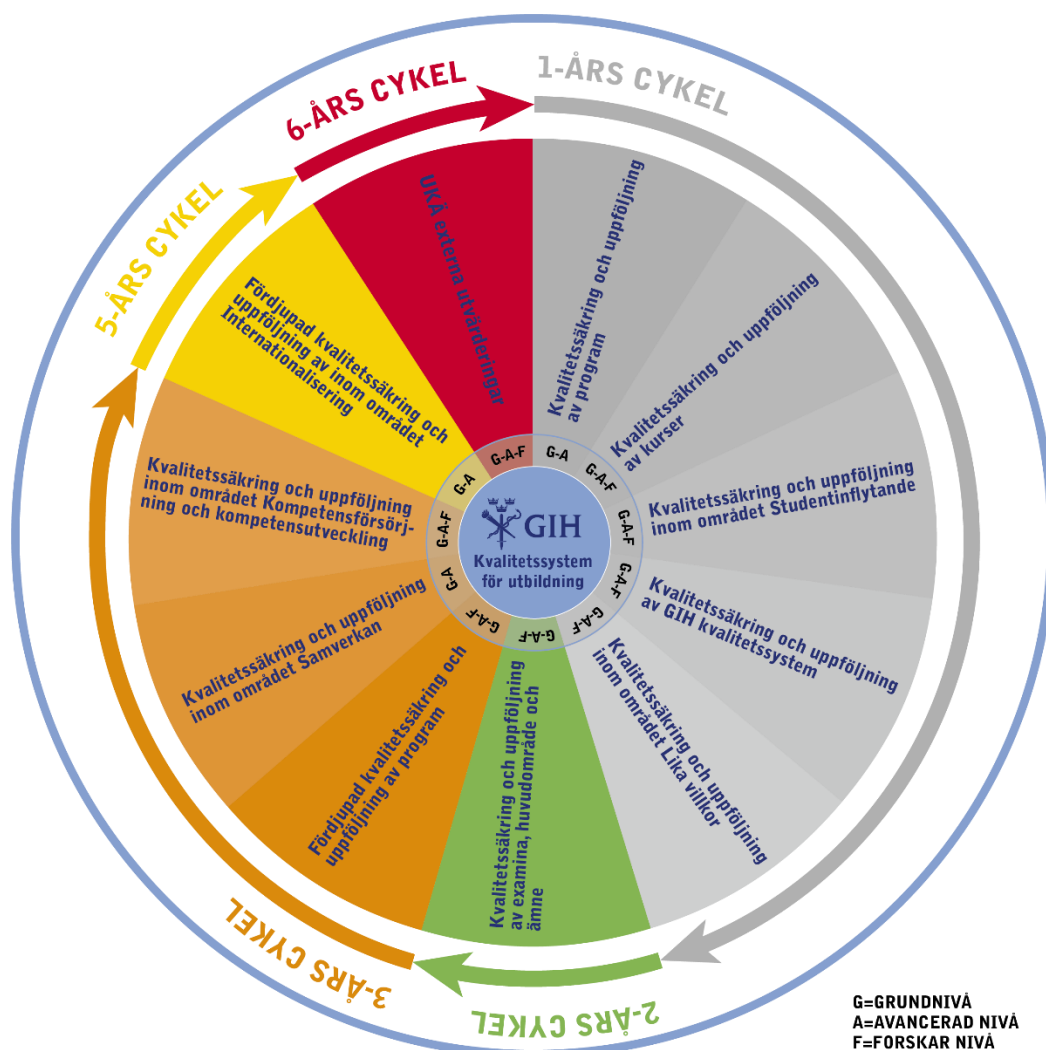 1-ÅRS CYKEL
Kvalitetssäkring och uppföljning
av program
G-A
Kvalitetssäkring och uppföljning
av kurser
G-A-F
Kvalitetssäkring och uppföljning
inom området Studentinflytande
G-A-F
Kvalitetssäkring och uppföljning
av GIH kvalitetssystem
G-A-F
Kvalitetssäkring och uppföljning
inom området Lika villkor
G-A-F
2-ÅRS CYKEL
Kvalitetssäkring och uppföljning
av examina, huvudområde och
ämne
G-A-F
3-ÅRS CYKEL
Fördjupad kvalitetssäkring och
uppföljning av program
G-A-F
Kvalitetssäkring och uppföljning
inom området Samverkan
G-A
Kvalitetssäkring och uppföljning
inom området Kompetensförsörj-
ning och kompetensutveckling
G-A-F
5-ÅRS CYKEL
Fördjupad kvalitetssäkring och
uppföljning av inom området
Internationalisering
G-A
6-ÅRS CYKEL
UKÄ externa utvärderingar
G-A-F
GIH
Kvalitetssystem
för utbildning
G=GRUNDNIVÅ
A=AVANCERAD NIVÅ
F=FORSKAR NIVÅ